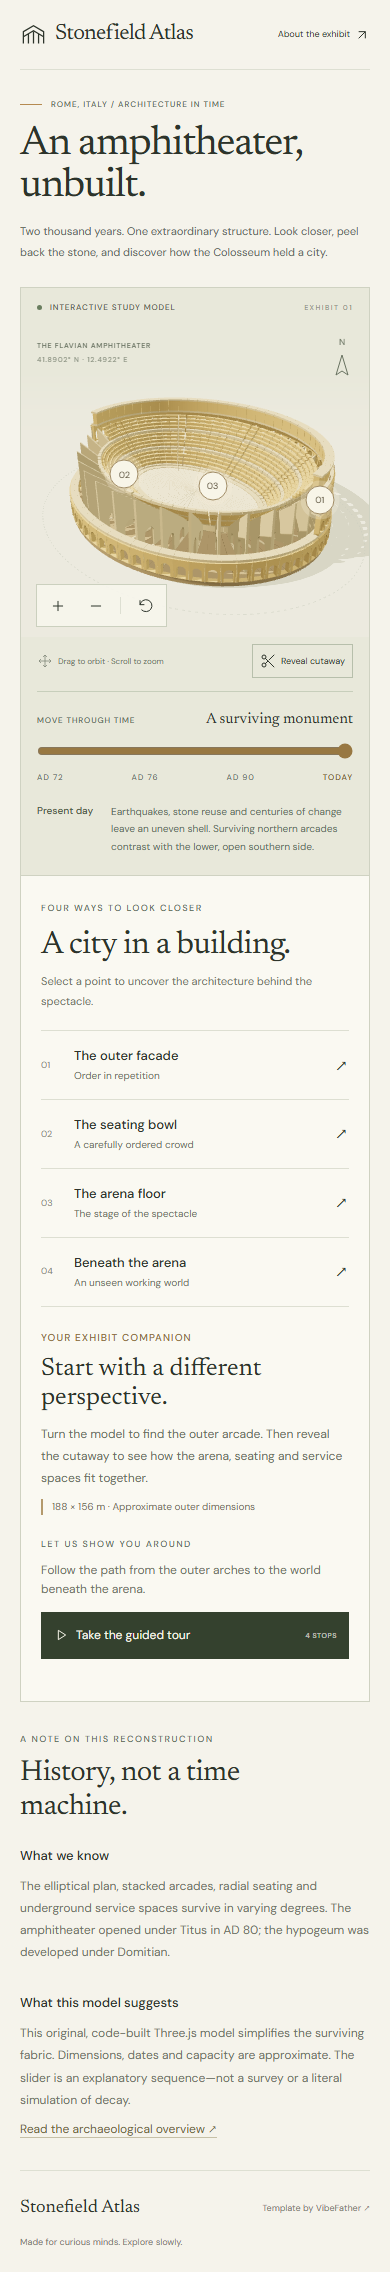 Stonefield Atlas
About the exhibit ↗
ROME, ITALY / ARCHITECTURE IN TIME
An amphitheater,
unbuilt.
Two thousand years. One extraordinary structure. Look closer, peel
back the stone, and discover how the Colosseum held a city.
INTERACTIVE STUDY MODEL
EXHIBIT 01
THE FLAVIAN AMPHITHEATER
41.8902° N · 12.4922° E
N
02
03
01
Drag to orbit · Scroll to zoom
Reveal cutaway
MOVE THROUGH TIME
A surviving monument
AD 72
AD 76
AD 90
TODAY
Present day
Earthquakes, stone reuse and centuries of change
leave an uneven shell. Surviving northern arcades
contrast with the lower, open southern side.
FOUR WAYS TO LOOK CLOSER
A city in a building.
Select a point to uncover the architecture behind the
spectacle.
01
The outer facade
Order in repetition
↗
02
The seating bowl
A carefully ordered crowd
↗
03
The arena floor
The stage of the spectacle
↗
04
Beneath the arena
An unseen working world
↗
YOUR EXHIBIT COMPANION
Start with a different
perspective.
Turn the model to find the outer arcade. Then reveal
the cutaway to see how the arena, seating and service
spaces fit together.
188 × 156 m · Approximate outer dimensions
LET US SHOW YOU AROUND
Follow the path from the outer arches to the world
beneath the arena.
Take the guided tour
4 STOPS
A NOTE ON THIS RECONSTRUCTION
History, not a time
machine.
What we know
The elliptical plan, stacked arcades, radial seating and
underground service spaces survive in varying degrees. The
amphitheater opened under Titus in AD 80; the hypogeum was
developed under Domitian.
What this model suggests
This original, code-built Three.js model simplifies the surviving
fabric. Dimensions, dates and capacity are approximate. The
slider is an explanatory sequence—not a survey or a literal
simulation of decay.
Read the archaeological overview ↗
Stonefield Atlas
Template by VibeFather ↗
Made for curious minds. Explore slowly.